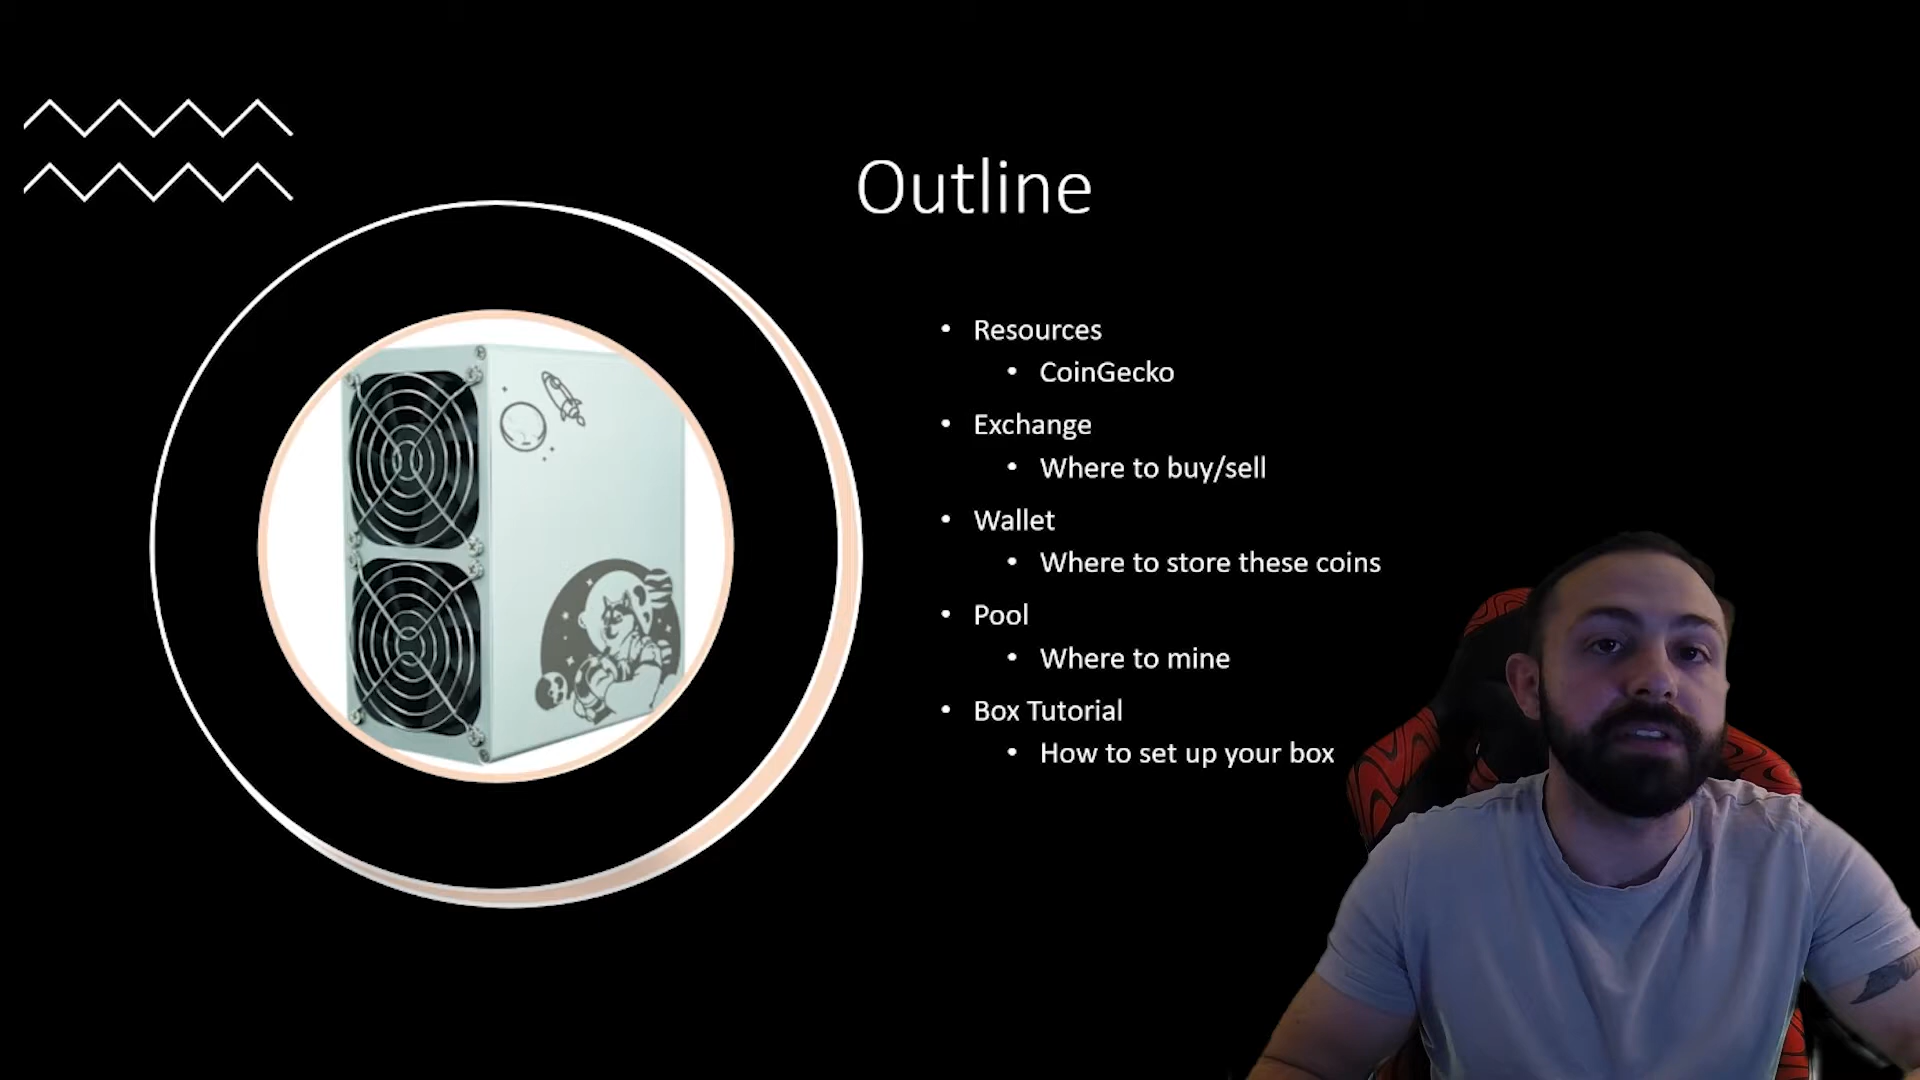 Outline
• Resources
• CoinGecko
• Exchange
• Where to buy/sell
• Wallet
• Where to store these coins
• Pool
• Where to mine
• Box Tutorial
• How to set up your box